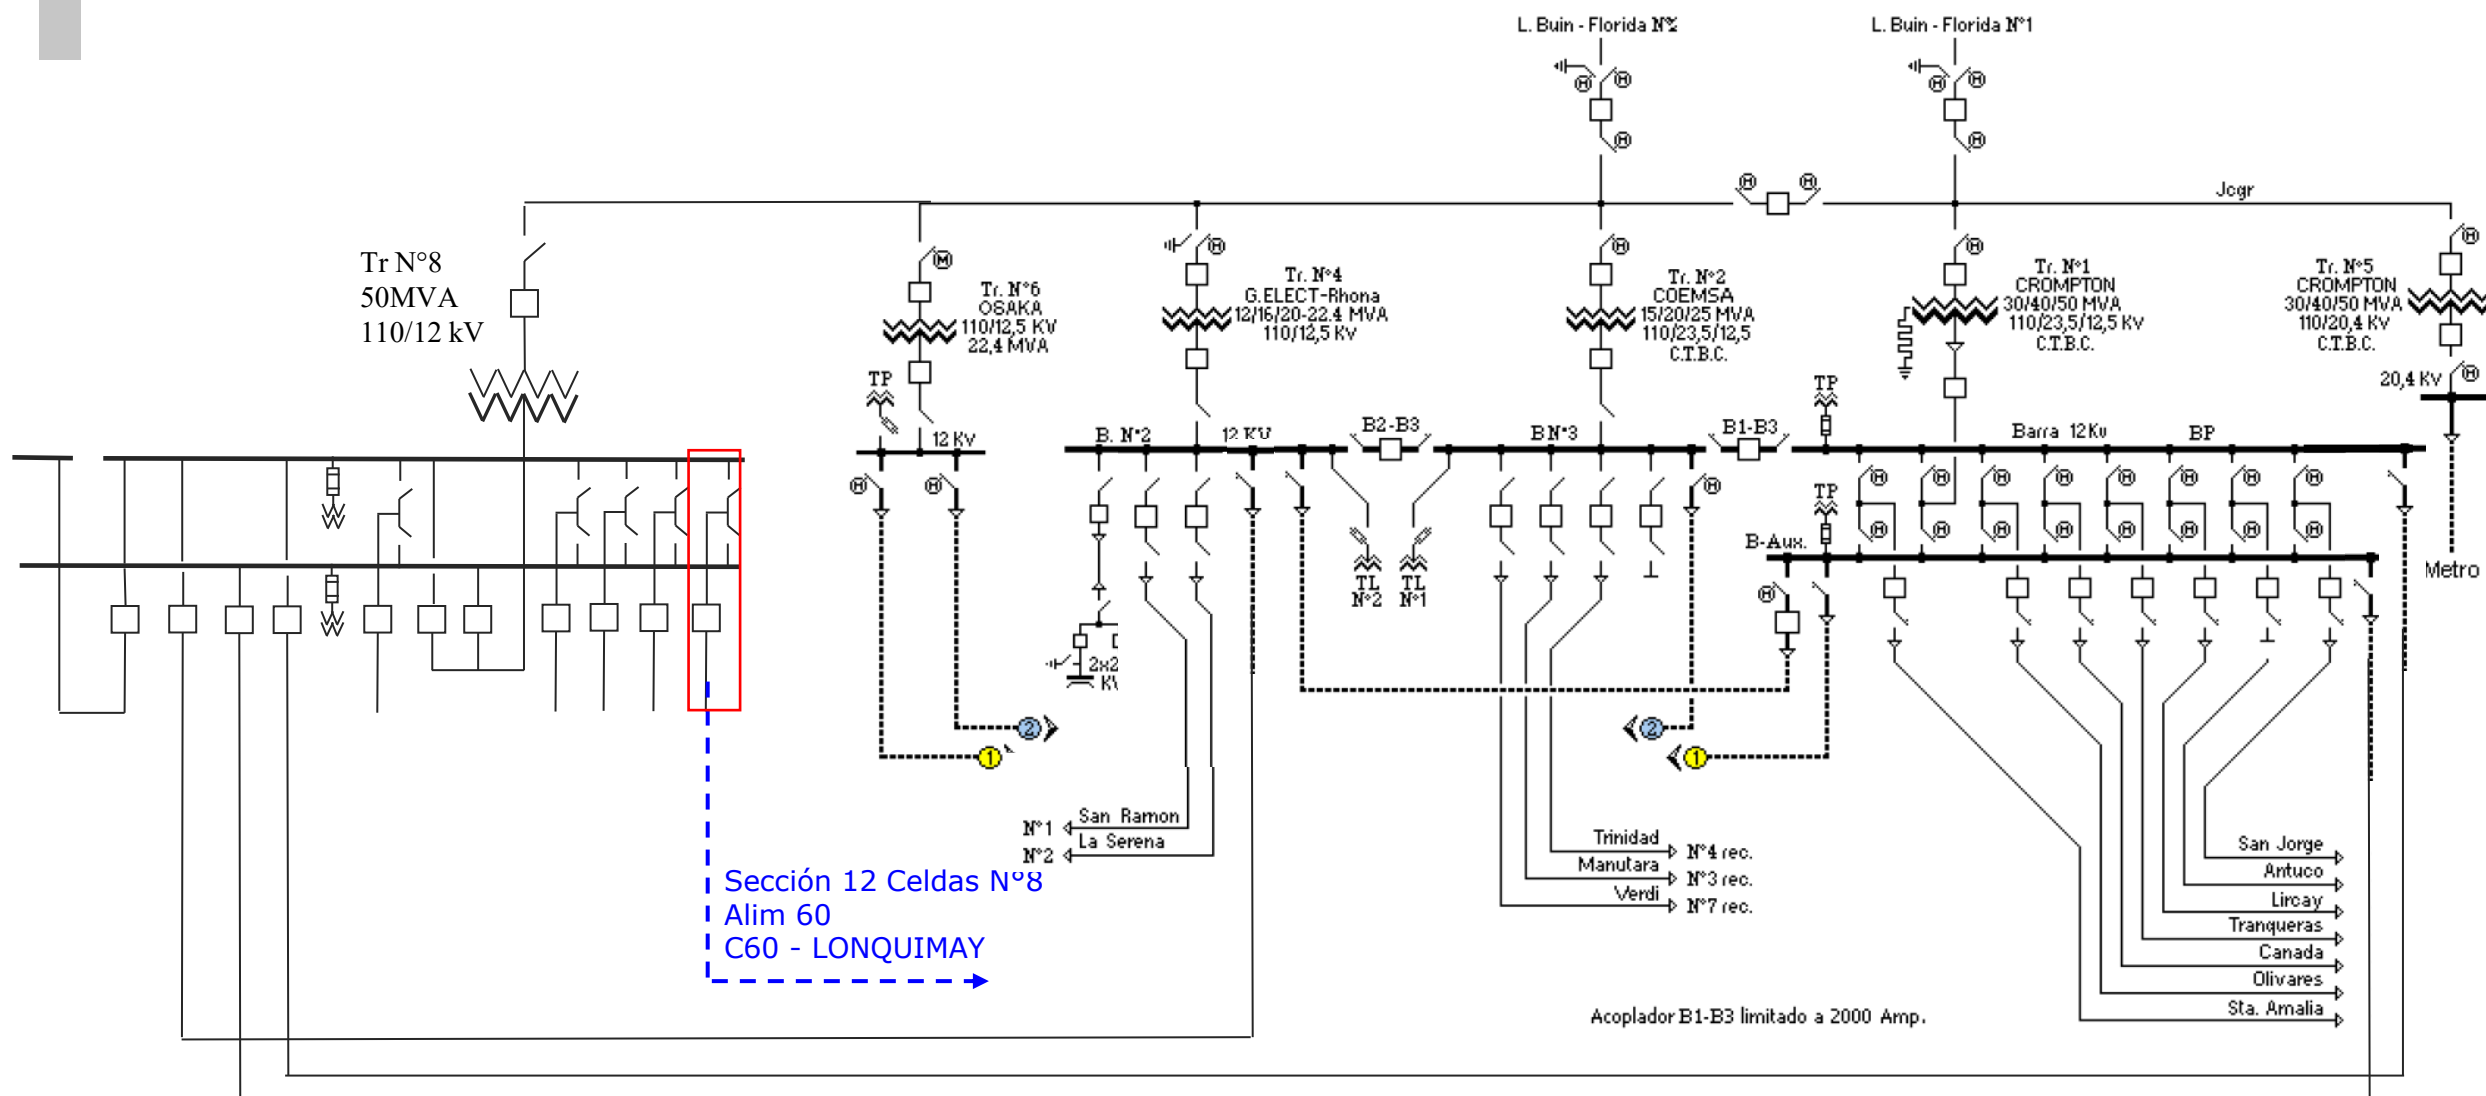 L. Buin - Florida N°2
L. Buin - Florida N°1
Jcgr
Tr N°8
50MVA
110/12 kV
Tr. N°6
OSAKA
110/12,5 KV
22,4 MVA
Tr. N°4
G.ELECT-Rhona
12/16/20-22.4 MVA
110/12,5 Kv
Tr. N°2
COEMSA
15/20/25 MVA
110/23,5/12,5
C.T.B.C.
Tr. N°1
CROMPTON
30/40/50 MVA
110/23,5/12,5 KV
C.T.B.C.
Tr. N°5
CROMPTON
30/40/50 MVA
110/20,4 Kv
C.T.B.C.
20,4 KV
TP
12 KV
B. N°2
12 KV
B2-B3
B N°3
B1-B3
TP
Barra 12Kv
BP
TP
B-Aux.
TL
N°2
TL
N°1
Metro
2x2
KV
2
1
2
1
San Ramon
N°1
La Serena
N°2
Trinidad
N°4 rec.
Manutara
N°3 rec.
Verdi
N°7 rec.
San Jorge
Antuco
Lircay
Tranqueras
Canada
Olivares
Sta. Amalia
Sección 12 Celdas N°8
Alim 60
C60 - LONQUIMAY
Acoplador B1-B3 limitado a 2000 Amp.